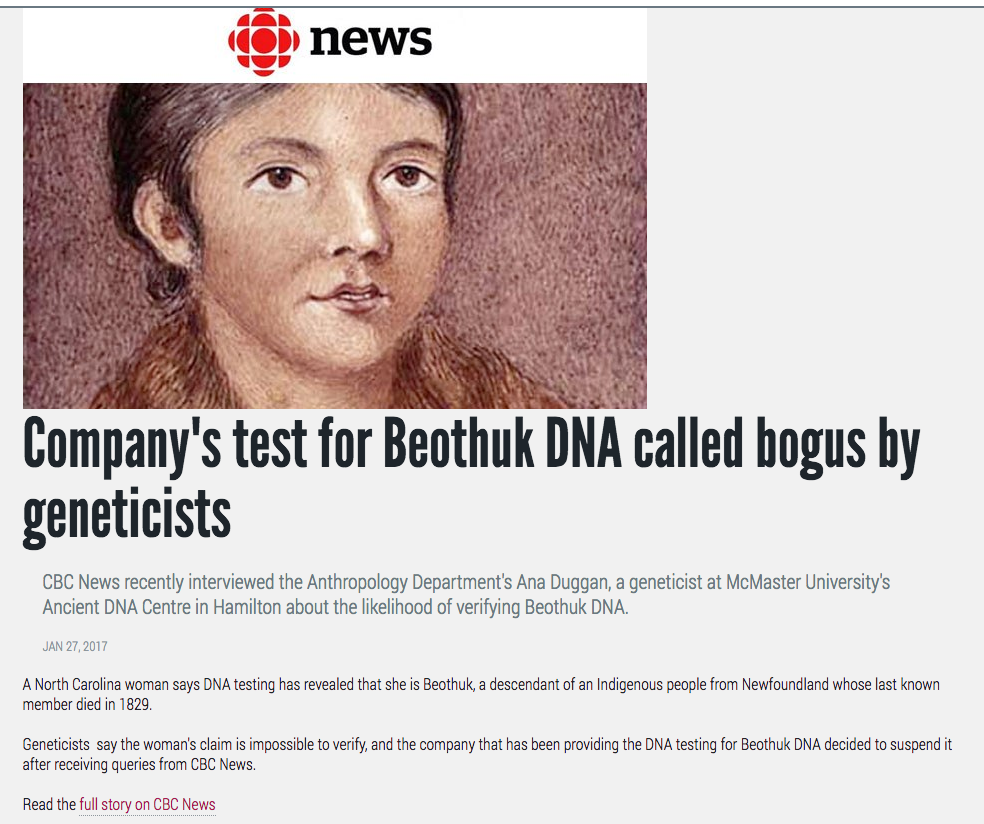 news
Company's test for Beothuk DNA called bogus by
geneticists
CBC News recently interviewed the Anthropology Department's Ana Duggan, a geneticist at McMaster University's
Ancient DNA Centre in Hamilton about the likelihood of verifying Beothuk DNA.
JAN 27, 2017
A North Carolina woman says DNA testing has revealed that she is Beothuk, a descendant of an Indigenous people from Newfoundland whose last known
member died in 1829.
Geneticists  say the woman's claim is impossible to verify, and the company that has been providing the DNA testing for Beothuk DNA decided to suspend it
after receiving queries from CBC News.
Read the full story on CBC News